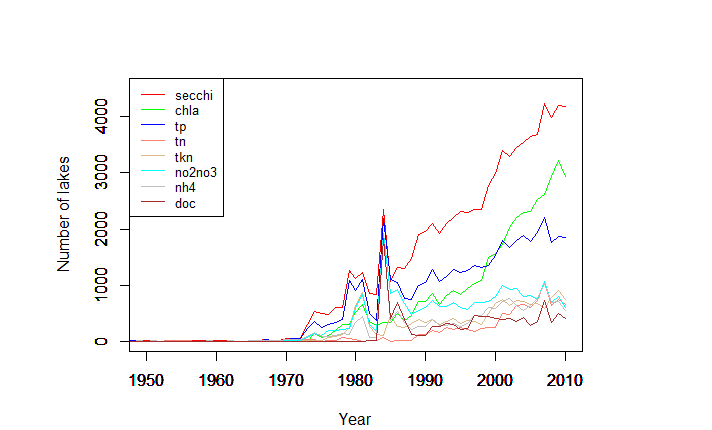 secchi
chla
tp
tn
tkn
no2no3
nh4
doc
Number of lakes
0
1000
2000
3000
4000
1950 1960 1970 1980 1990 2000 2010
Year